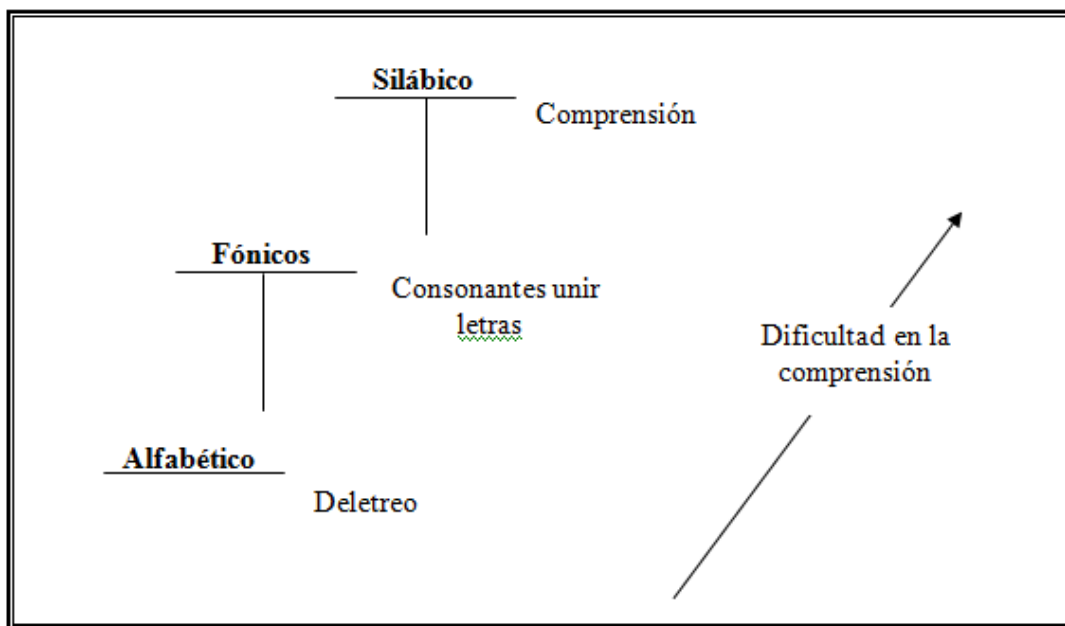 Silábico
Comprensión
Fónicos
Consonantes unir
letras
Dificultad en la
comprensión
Alfabético
Deletreo